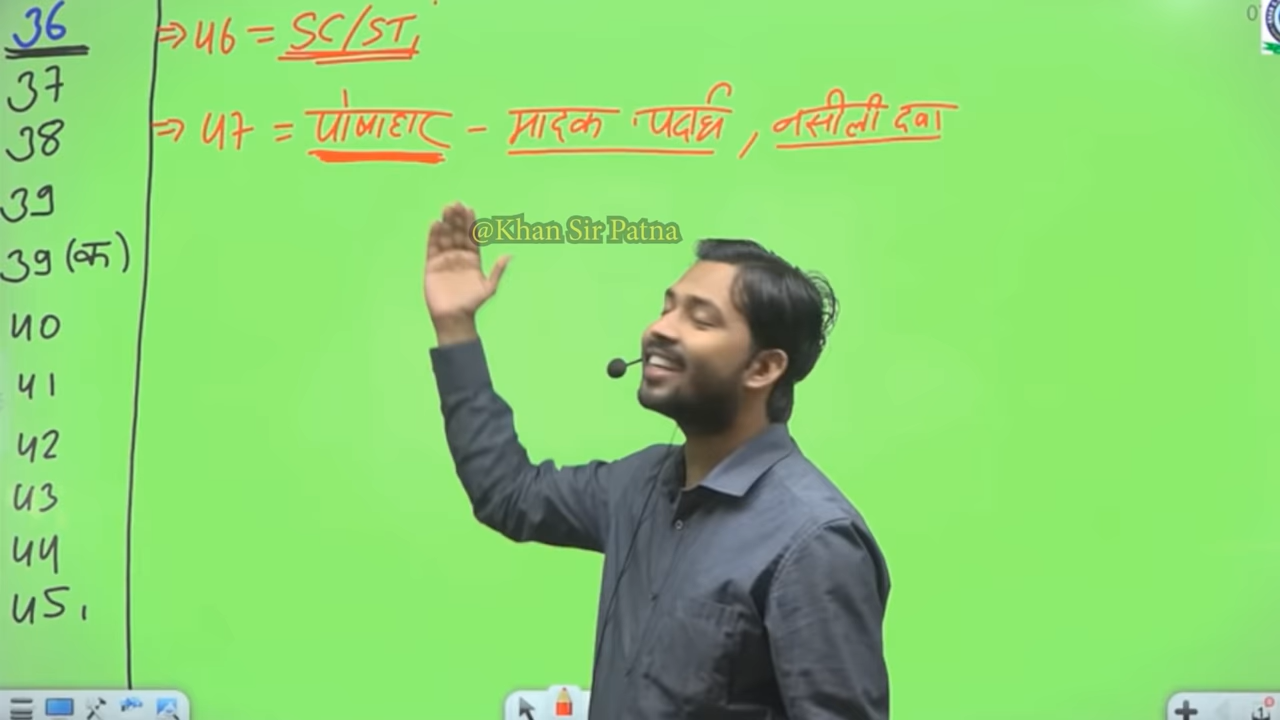 36
37
38
39
39 (क)
40
41
42
43
44
45,
⇒ 46 = SC/ST,
⇒ 47 = पोषाहार - मादक पदार्थ, नसीली दवा
@Khan Sir Patna